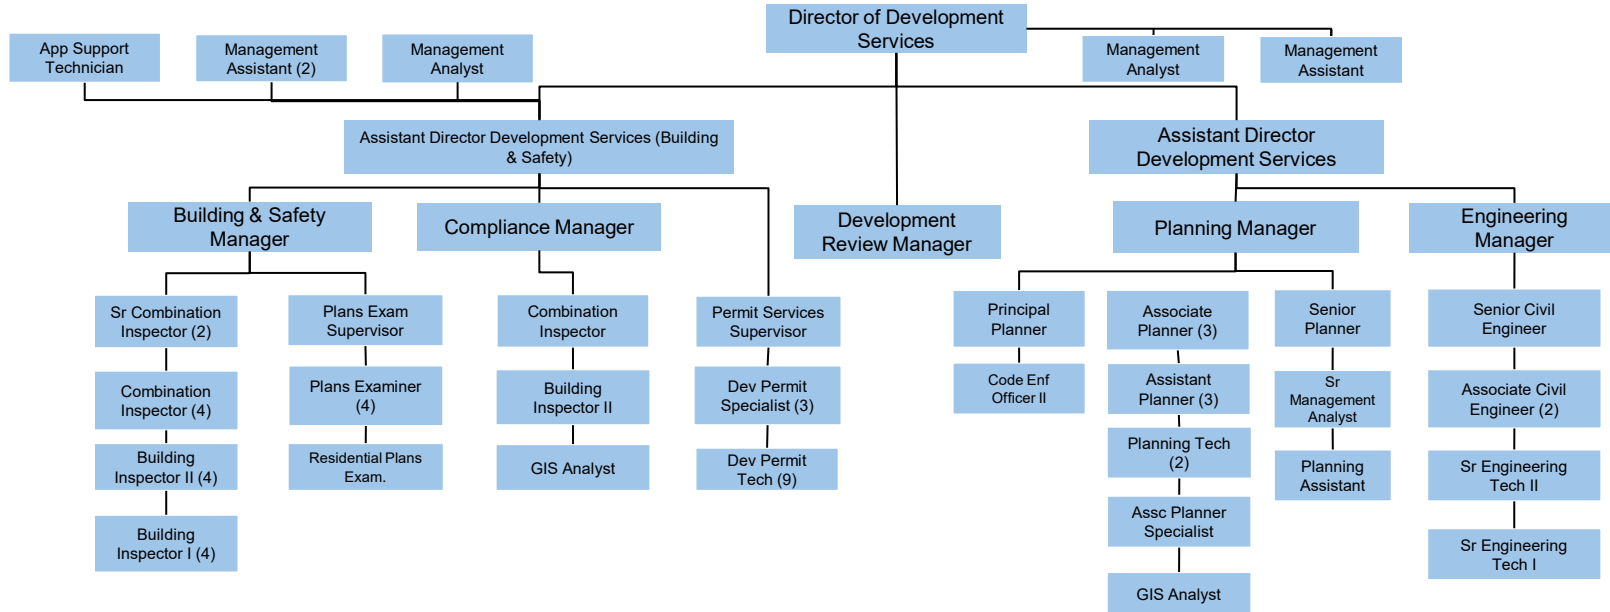 Director of Development
Services
App Support
Technician
Management
Assistant (2)
Management
Analyst
Management
Analyst
Management
Assistant
Assistant Director Development Services (Building
& Safety)
Assistant Director
Development Services
Building & Safety
Manager
Compliance Manager
Development
Review Manager
Planning Manager
Engineering
Manager
Sr Combination
Inspector (2)
Plans Exam
Supervisor
Combination
Inspector
Permit Services
Supervisor
Principal
Planner
Associate
Planner (3)
Senior
Planner
Senior Civil
Engineer
Combination
Inspector (4)
Plans Examiner
(4)
Building
Inspector II
Dev Permit
Specialist (3)
Code Enf
Officer II
Assistant
Planner (3)
Sr
Management
Analyst
Associate Civil
Engineer (2)
Building
Inspector II (4)
Residential Plans
Exam.
GIS Analyst
Dev Permit
Tech (9)
Planning Tech
(2)
Planning
Assistant
Sr Engineering
Tech II
Building
Inspector I (4)
Assc Planner
Specialist
Sr Engineering
Tech I
GIS Analyst